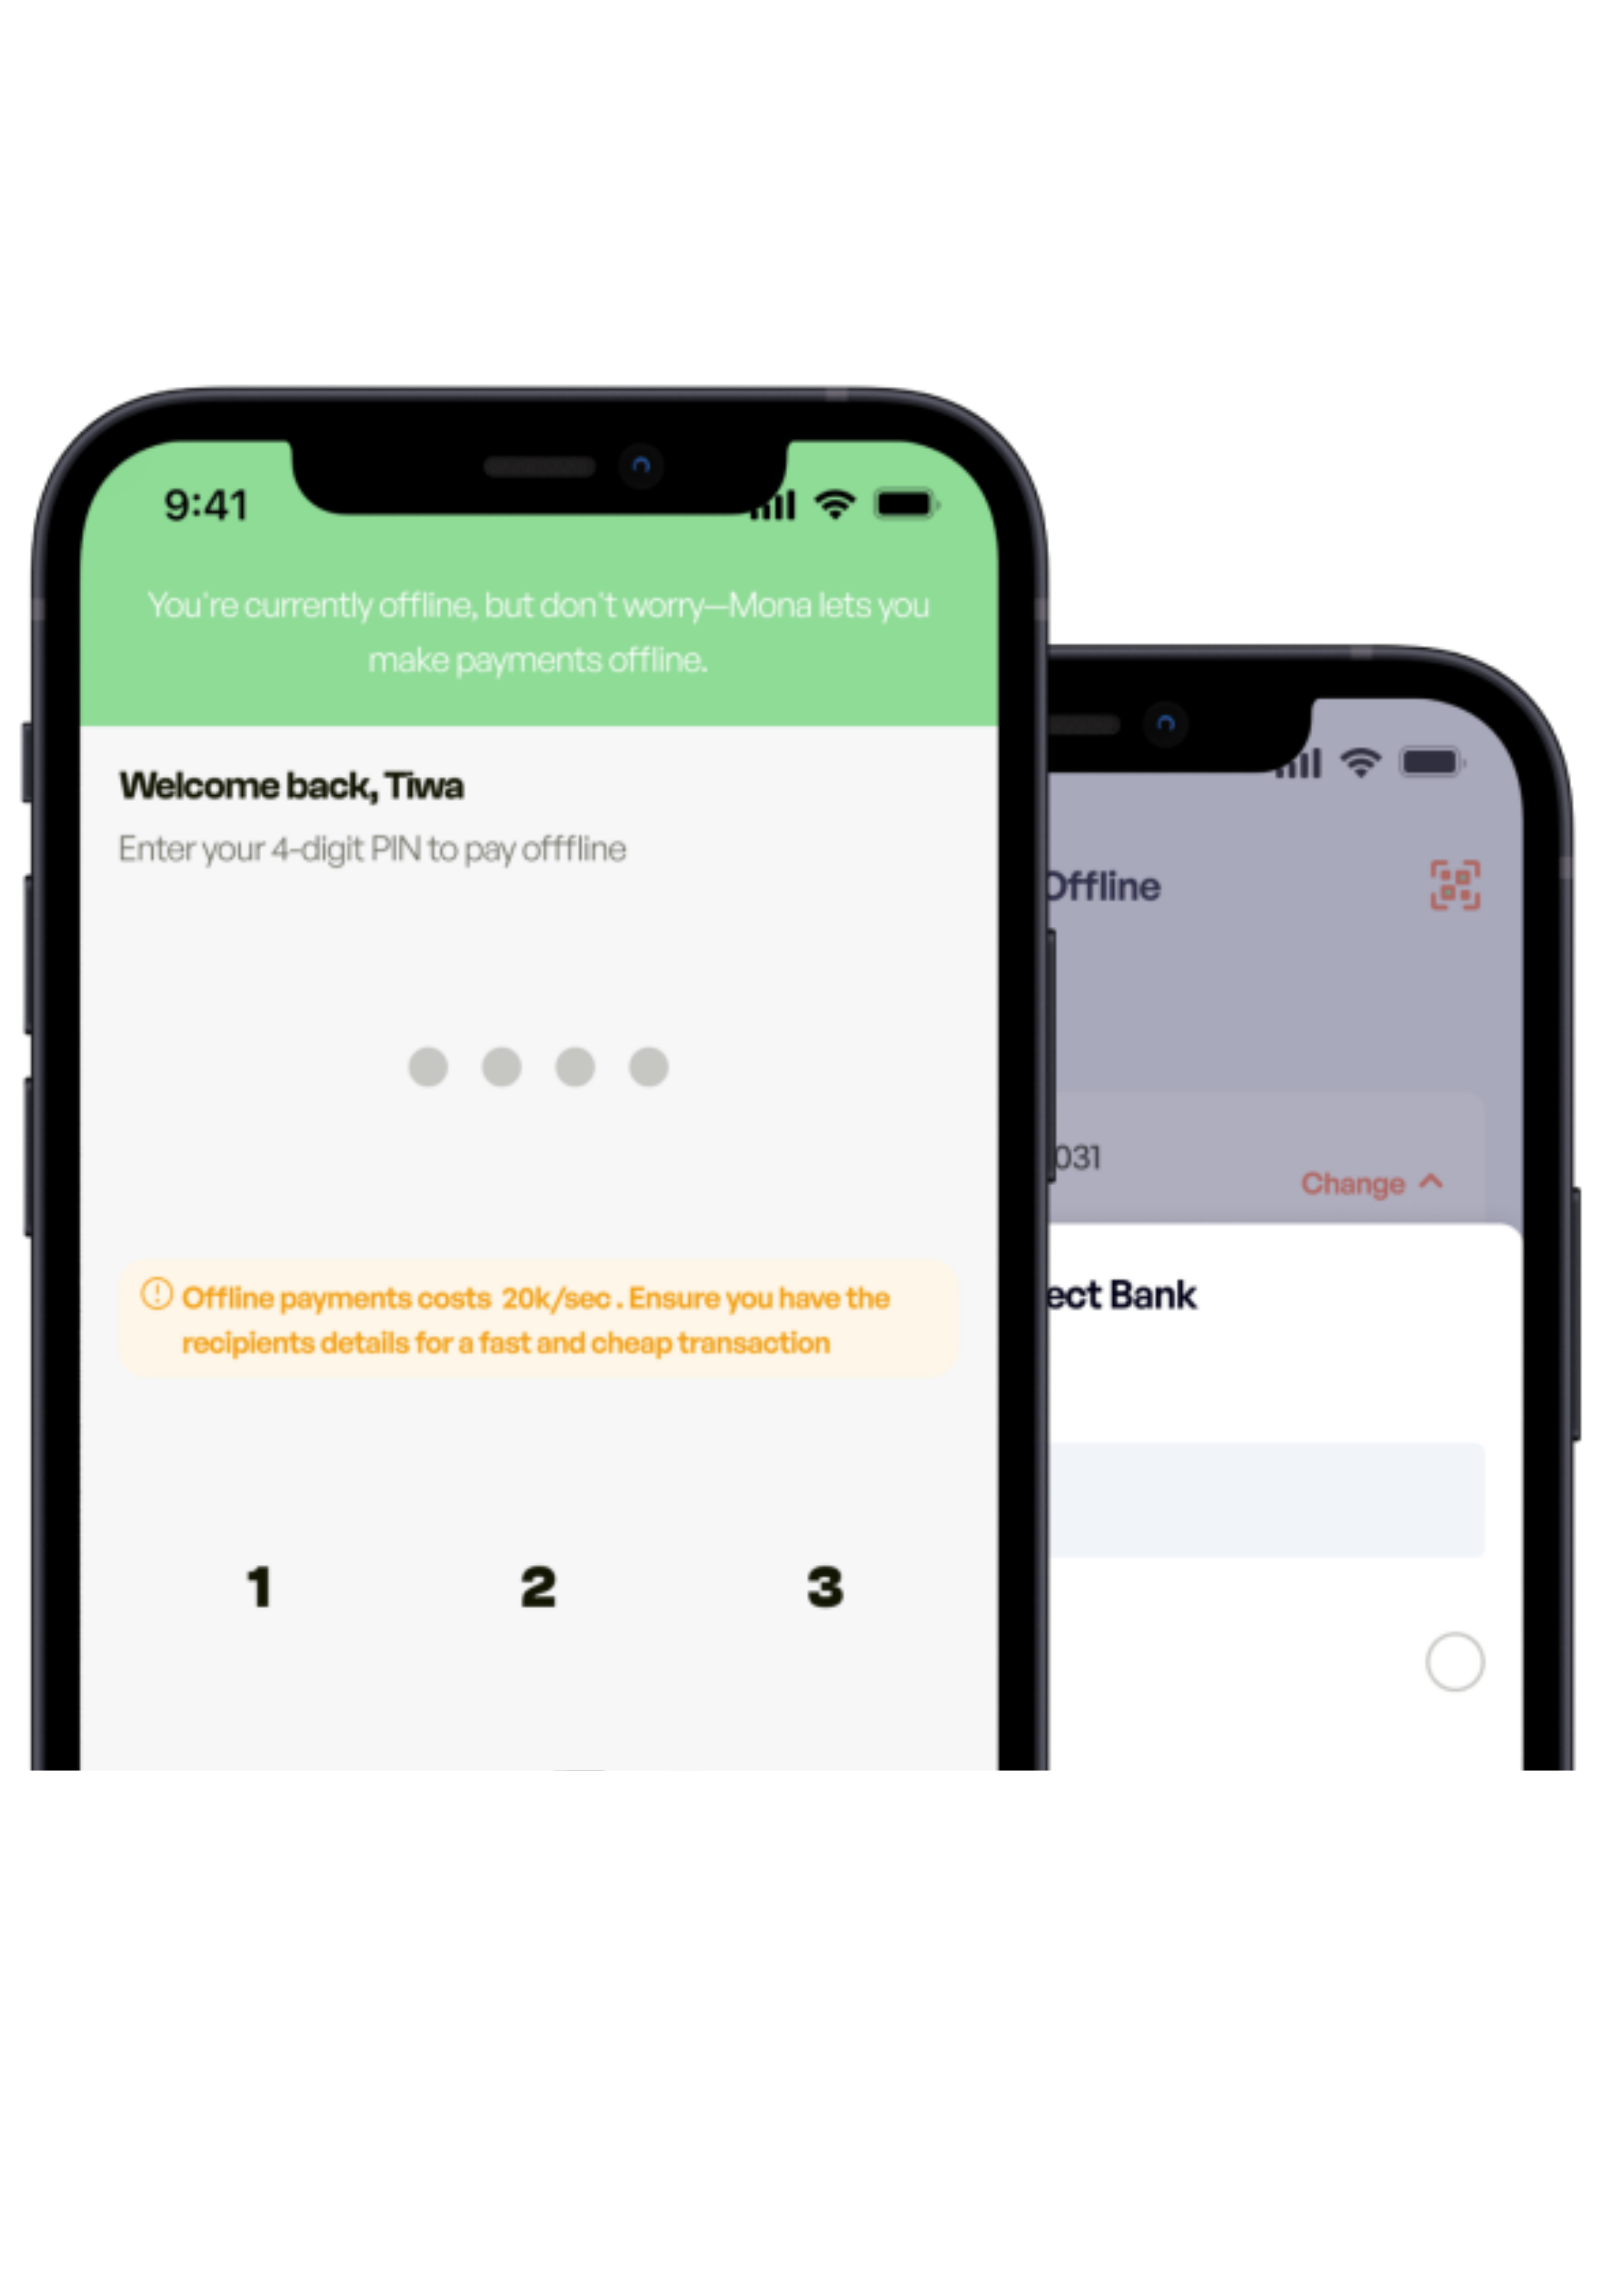 9:41
You're currently offline, but don't worry—Mona lets you
make payments offline.
Welcome back, Tiwa
Enter your 4-digit PIN to pay offfline
Offline payments costs 20k/sec . Ensure you have the
recipients details for a fast and cheap transaction
1 2 3
Offline
031
Change
ect Bank